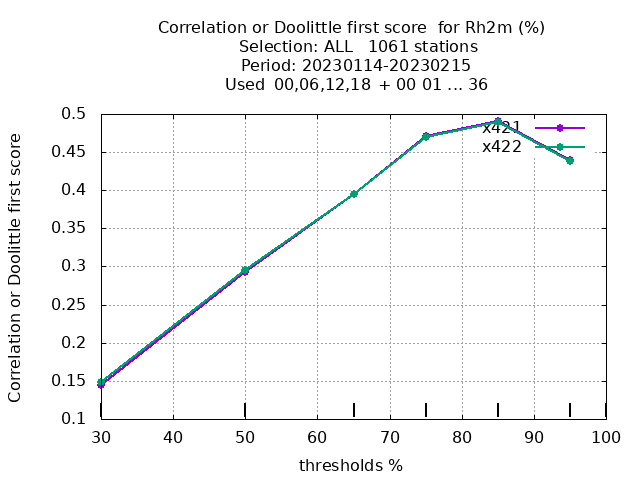 Correlation or Doolittle first score  for Rh2m (%)
Selection: ALL   1061 stations
Period: 20230114-20230215
Used  00,06,12,18  + 00 01 ... 36
Correlation or Doolittle first score
0.5
0.45
0.4
0.35
0.3
0.25
0.2
0.15
0.1
x421
x422
30 40 50 60 70 80 90 100
thresholds %